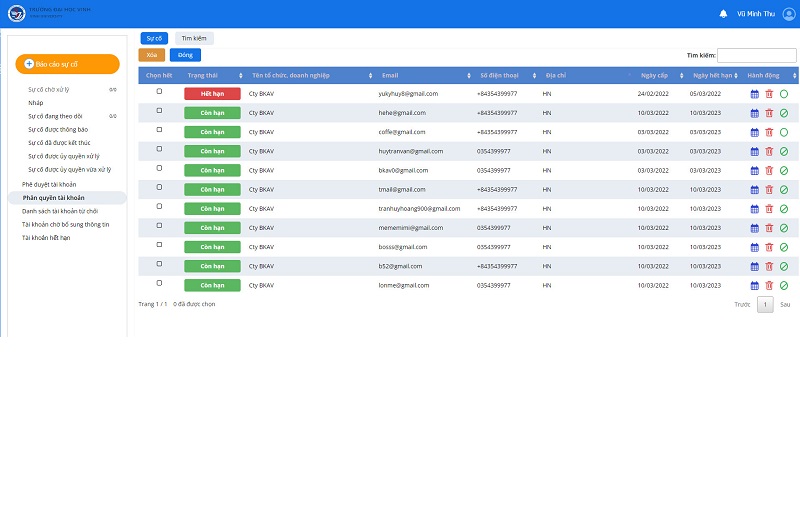 TRƯỜNG ĐẠI HỌC VINH
Vũ Minh Thu
Báo cáo sự cố
Sự cố chờ xử lý 0/0
Nháp
Sự cố đang theo dõi 0/0
Sự cố được thông báo
Sự cố đã được kết thúc
Sự cố được ủy quyền xử lý
Sự cố được ủy quyền vừa xử lý
Phê duyệt tài khoản
Phân quyền tài khoản
Danh sách tài khoản từ chối
Tài khoản chờ bổ sung thông tin
Tài khoản hết hạn
Sự cố Tìm kiếm
Xóa Đóng Tìm kiếm:
Chọn hết Trạng thái Tên tổ chức, doanh nghiệp Email Số điện thoại Địa chỉ Ngày cấp Ngày hết hạn Hành động
Hết hạn Cty BKAV yukyhuy8@gmail.com +84354399977 HN 24/02/2022 05/03/2022
Còn hạn Cty BKAV hehe@gmail.com +84354399977 HN 10/03/2022 10/03/2023
Còn hạn Cty BKAV coffe@gmail.com +84354399977 HN 03/03/2022 03/03/2023
Còn hạn Cty BKAV huytranvan@gmail.com 0354399977 HN 03/03/2022 03/03/2023
Còn hạn Cty BKAV bkav0@gmail.com 0354399977 HN 03/03/2022 03/03/2023
Còn hạn Cty BKAV tmail@gmail.com +84354399977 HN 10/03/2022 10/03/2023
Còn hạn Cty BKAV tranhuyhoang900@gmail.com +84354399977 HN 10/03/2022 10/03/2023
Còn hạn Cty BKAV mememimi@gmail.com 0354399977 HN 10/03/2022 10/03/2023
Còn hạn Cty BKAV bosss@gmail.com 0354399977 HN 10/03/2022 10/03/2023
Còn hạn Cty BKAV b52@gmail.com +84354399977 HN 10/03/2022 10/03/2023
Còn hạn Cty BKAV lonme@gmail.com 0354399977 HN 10/03/2022 10/03/2023
Trang 1 / 1 0 đã được chọn Trước 1 Sau